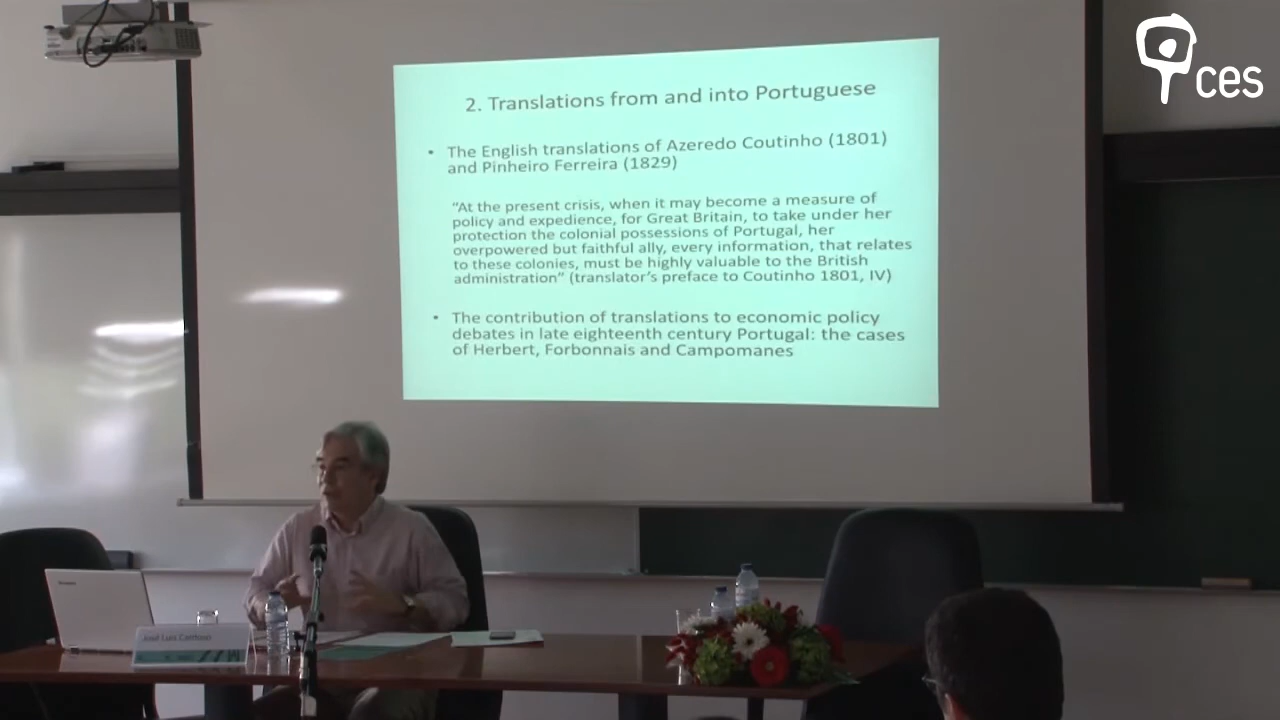 ces
2. Translations from and into Portuguese
• The English translations of Azeredo Coutinho (1801)
and Pinheiro Ferreira (1829)
“At the present crisis, when it may become a measure of
policy and expedience, for Great Britain, to take under her
protection the colonial possessions of Portugal, her
overpowered but faithful ally, every information, that relates
to these colonies, must be highly valuable to the British
administration” (translator’s preface to Coutinho 1801, IV)
• The contribution of translations to economic policy
debates in late eighteenth century Portugal: the cases
of Herbert, Forbonnais and Campomanes
José Luís Cardoso